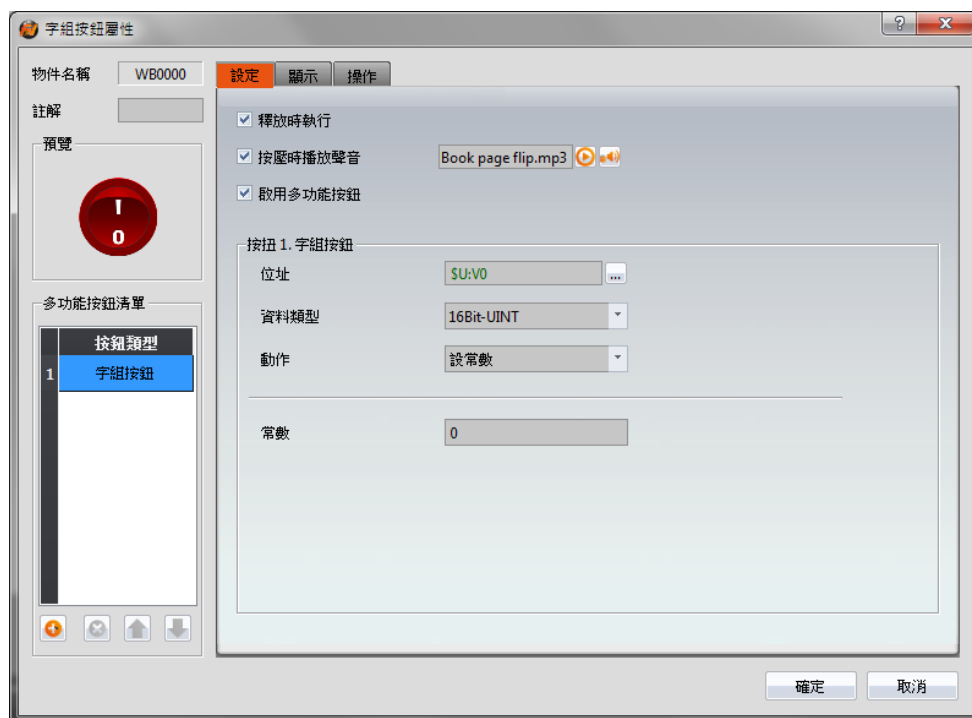 字組按鈕屬性
物件名稱 WB0000
註解
預覽
I
0
多功能按鈕清單
按鈕類型
1 字組按鈕
設定 顯示 操作
釋放時執行
按壓時播放聲音 Book page flip.mp3
啟用多功能按鈕
按扭 1. 字組按鈕
位址 $U:V0 ...
資料類型 16Bit-UINT
動作 設常數
常數 0
確定 取消